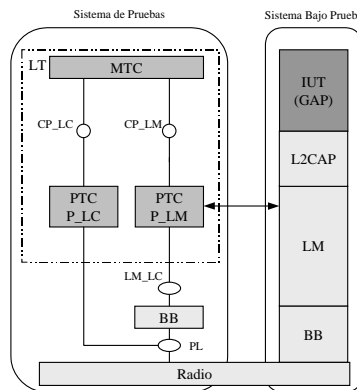 Sistema de Pruebas
Sistema Bajo Prueb
LT
MTC
IUT
(GAP)
CP_LC
CP_LM
L2CAP
PTC
P_LC
PTC
P_LM
LM
LM_LC
BB
BB
PL
Radio